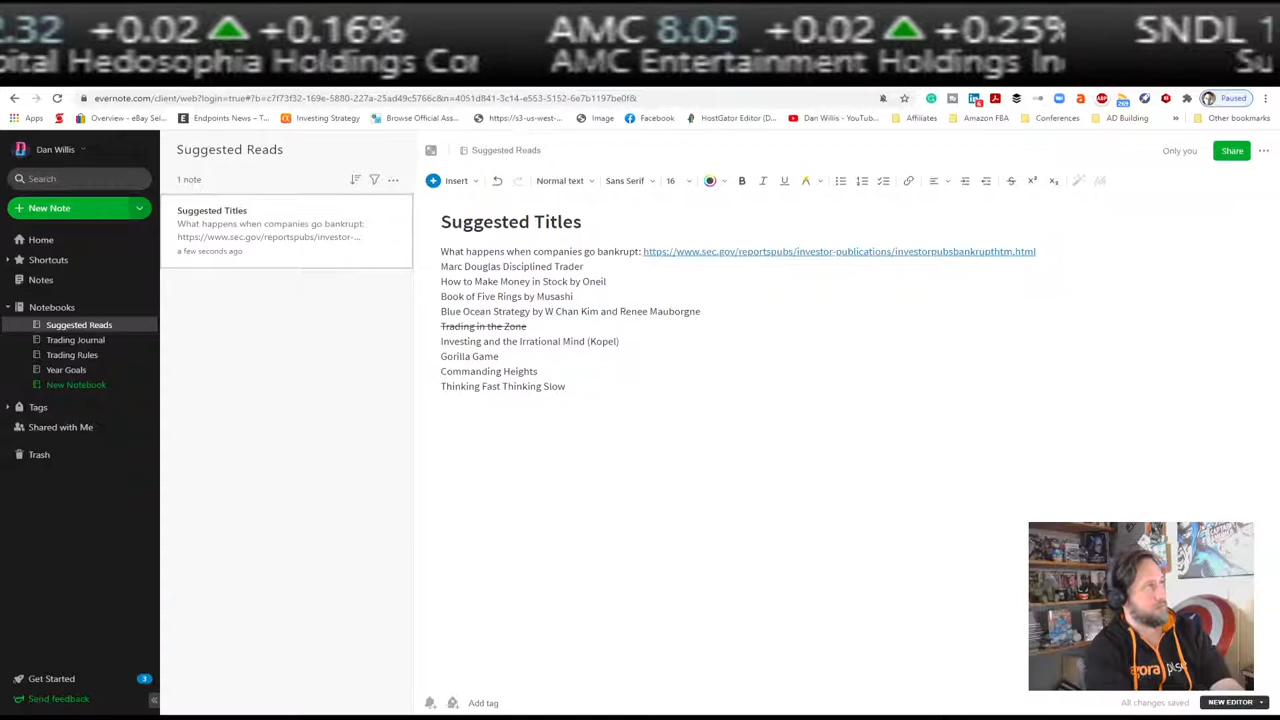 2.32 +0.02 +0.16% AMC 8.05 +0.02 +0.25% SNDL 1
pital Hedosophia Holdings Cor AMC Entertainment Holdings In Su
evernote.com/client/web?login=true#?b=c7f73f32-169e-5880-227a-25ad49c5766c&n=4051d841-3c14-e553-5152-6e7b1197be0f& Paused
Apps Overview - eBay Sel... Endpoints News – T... Investing Strategy Browse Official Ass... https://s3-us-west-... Image Facebook HostGator Editor (D... Dan Willis - YouTub... Affiliates Amazon FBA Conferences AD Building » Other bookmarks
Dan Willis
Search
New Note
Home
Shortcuts
Notes
Notebooks
Suggested Reads
Trading Journal
Trading Rules
Year Goals
New Notebook
Tags
Shared with Me
Trash
Get Started 3
Send feedback
Suggested Reads
1 note
Suggested Titles
What happens when companies go bankrupt:
https://www.sec.gov/reportspubs/investor-...
a few seconds ago
Suggested Reads Only you Share
Insert Normal text Sans Serif 16
Suggested Titles
What happens when companies go bankrupt: https://www.sec.gov/reportspubs/investor-publications/investorpubsbankrupthtm.html
Marc Douglas Disciplined Trader
How to Make Money in Stock by Oneil
Book of Five Rings by Musashi
Blue Ocean Strategy by W Chan Kim and Renee Mauborgne
Trading in the Zone
Investing and the Irrational Mind (Kopel)
Gorilla Game
Commanding Heights
Thinking Fast Thinking Slow
Add tag All changes saved NEW EDITOR